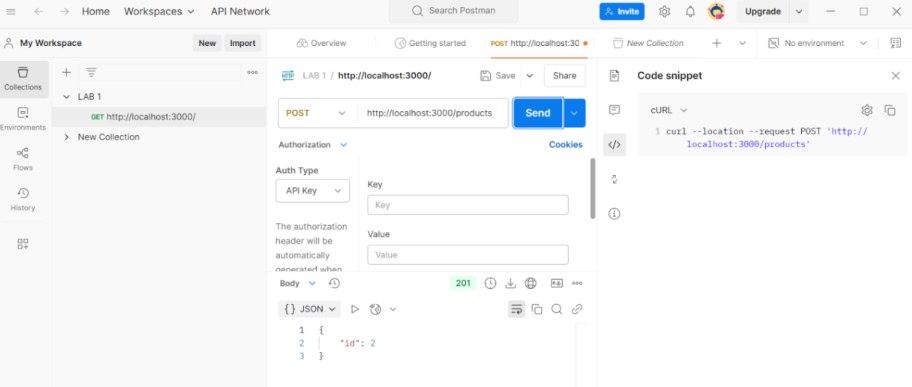 Home Workspaces API Network
Search Postman
Invite
Upgrade
My Workspace
New Import
Overview
Getting started
POST http://localhost:30
New Collection
No environment
Collections
Environments
Flows
History
LAB 1
GET http://localhost:3000/
New Collection
HTTP LAB 1 / http://localhost:3000/
Save
Share
POST
http://localhost:3000/products
Send
Authorization
Cookies
Auth Type
API Key
The authorization
header will be
automatically
generated when
Key
Key
Value
Value
Body
201
{} JSON
1 {
2 "id": 2
3 }
Code snippet
cURL
1 curl --location --request POST 'http://
localhost:3000/products'